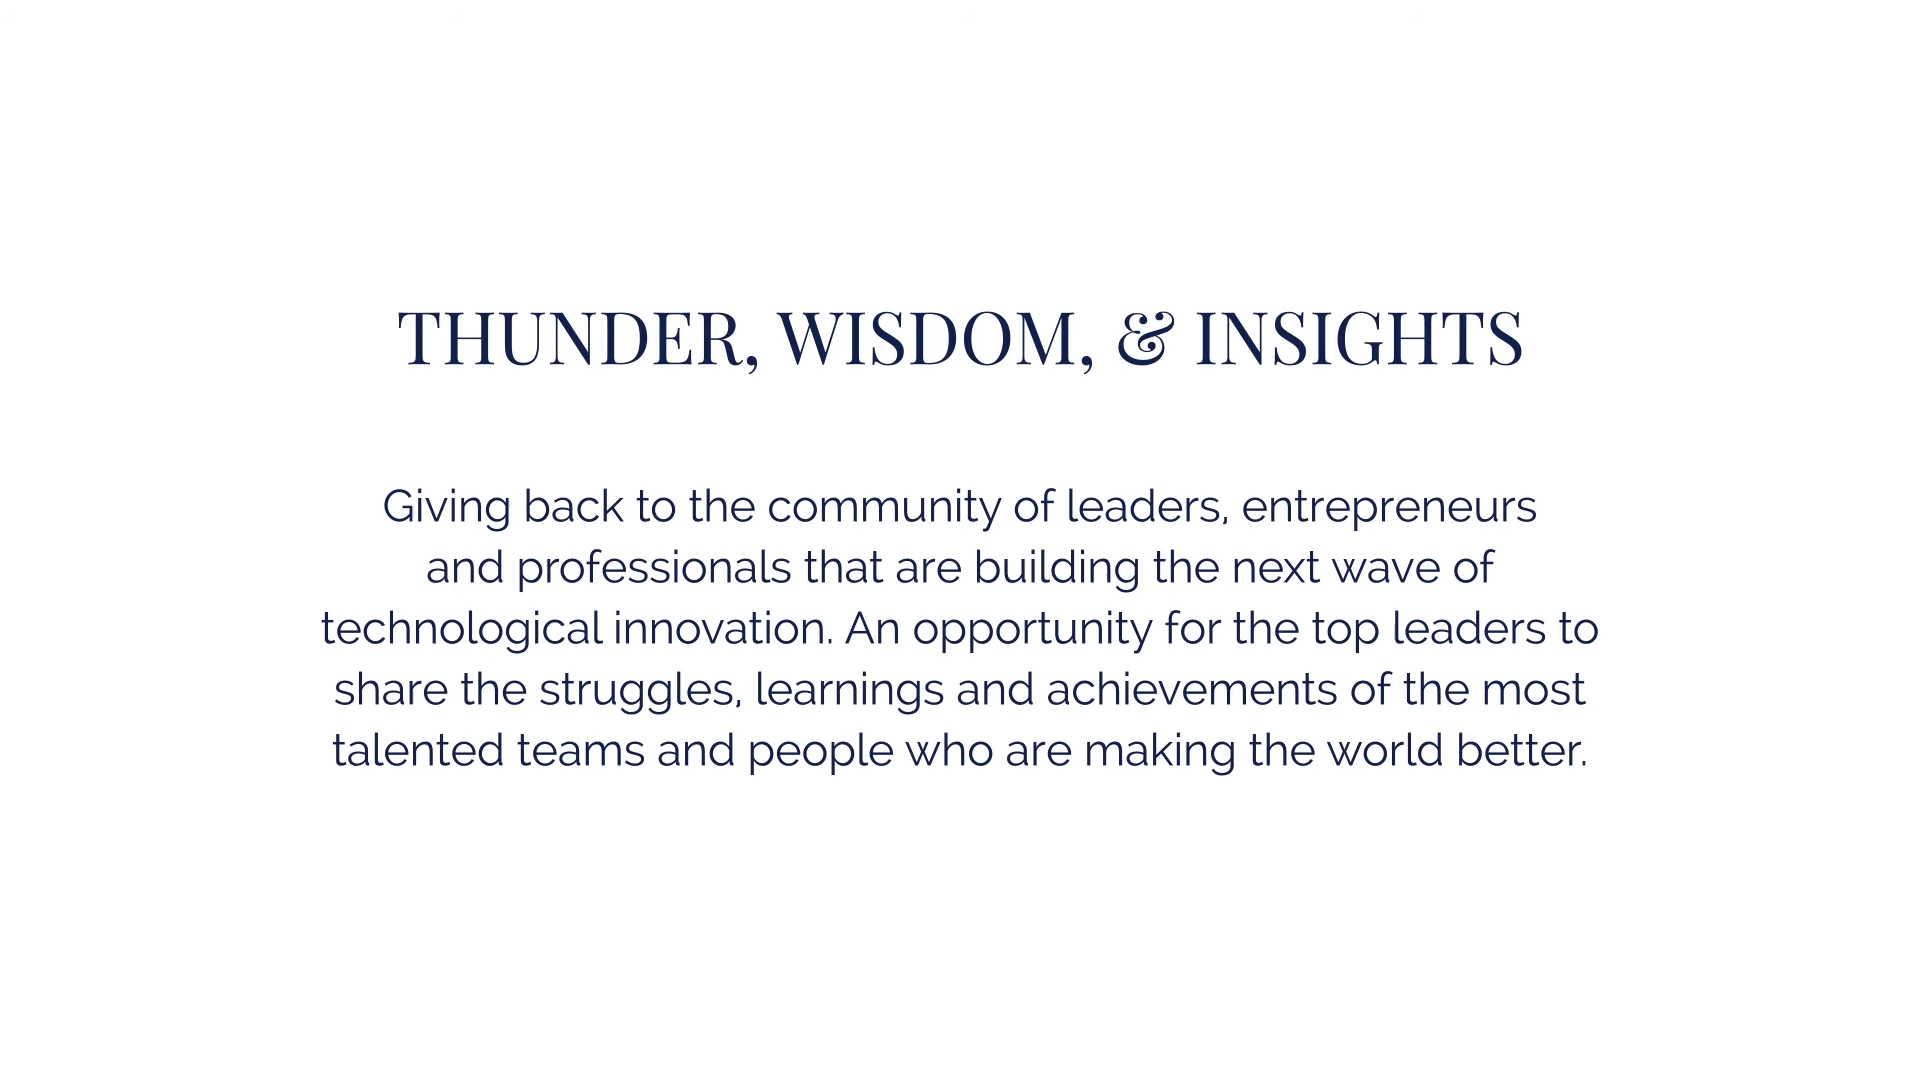 THUNDER, WISDOM, & INSIGHTS
Giving back to the community of leaders, entrepreneurs
and professionals that are building the next wave of
technological innovation. An opportunity for the top leaders to
share the struggles, learnings and achievements of the most
talented teams and people who are making the world better.